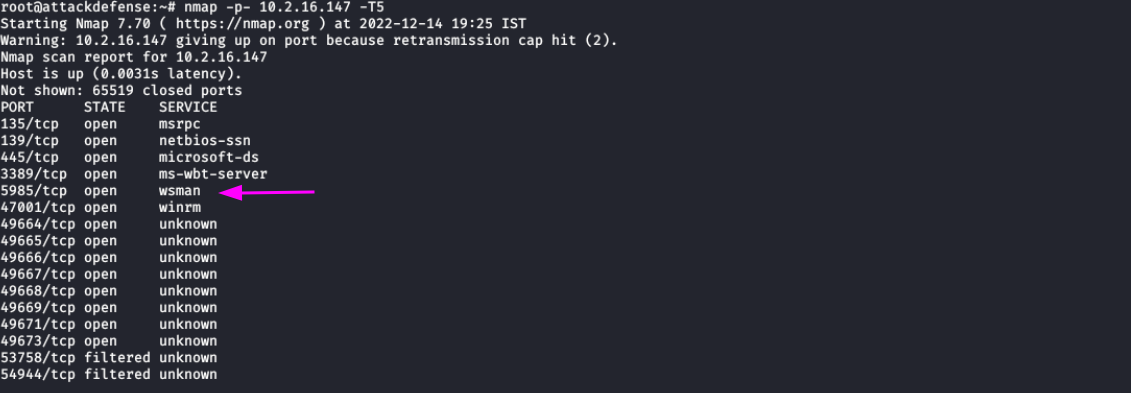 root@attackdefense:~# nmap -p- 10.2.16.147 -T5
Starting Nmap 7.70 ( https://nmap.org ) at 2022-12-14 19:25 IST
Warning: 10.2.16.147 giving up on port because retransmission cap hit (2).
Nmap scan report for 10.2.16.147
Host is up (0.0031s latency).
Not shown: 65519 closed ports
PORT      STATE    SERVICE
135/tcp   open     msrpc
139/tcp   open     netbios-ssn
445/tcp   open     microsoft-ds
3389/tcp  open     ms-wbt-server
5985/tcp  open     wsman
47001/tcp open     winrm
49664/tcp open     unknown
49665/tcp open     unknown
49666/tcp open     unknown
49667/tcp open     unknown
49668/tcp open     unknown
49669/tcp open     unknown
49671/tcp open     unknown
49673/tcp open     unknown
53758/tcp filtered unknown
54944/tcp filtered unknown